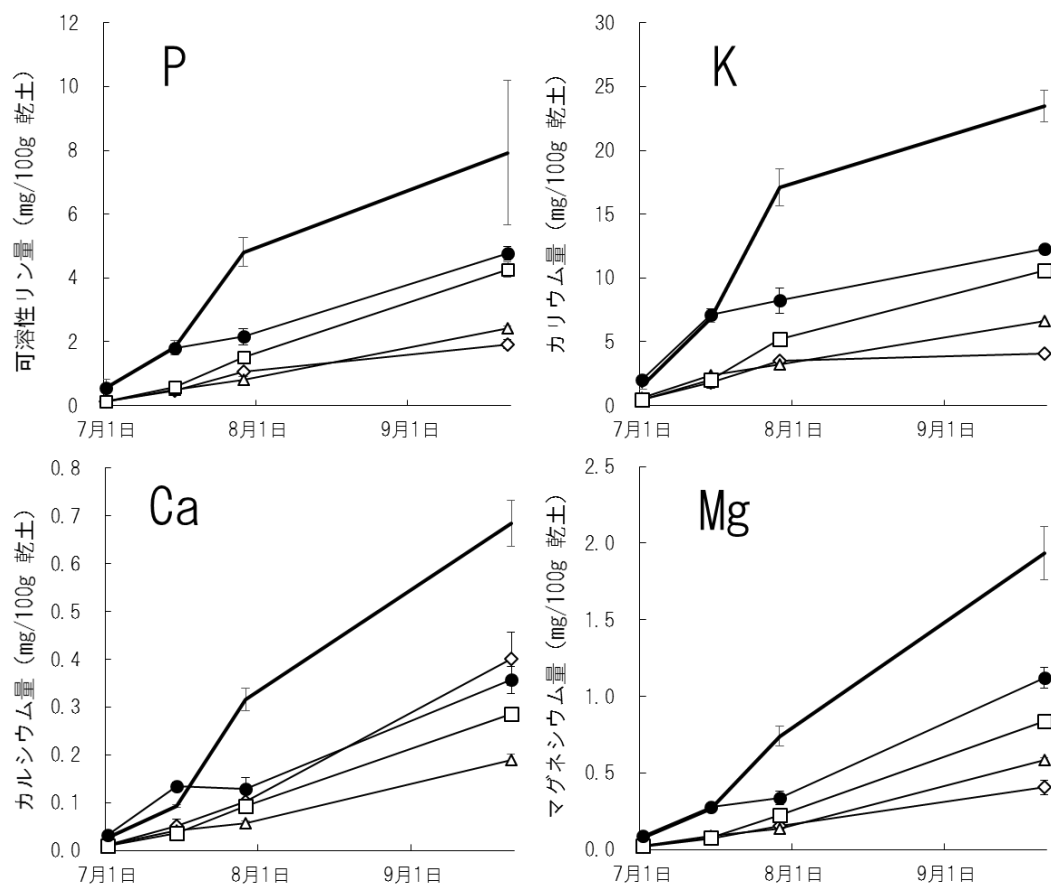 P
可溶性リン量 (mg/100g 乾土)
12
10
8
6
4
2
0
7月1日 8月1日 9月1日
K
カリウム量 (mg/100g 乾土)
30
25
20
15
10
5
0
7月1日 8月1日 9月1日
Ca
カルシウム量 (mg/100g 乾土)
0.8
0.7
0.6
0.5
0.4
0.3
0.2
0.1
0.0
7月1日 8月1日 9月1日
Mg
マグネシウム量 (mg/100g 乾土)
2.5
2.0
1.5
1.0
0.5
0.0
7月1日 8月1日 9月1日